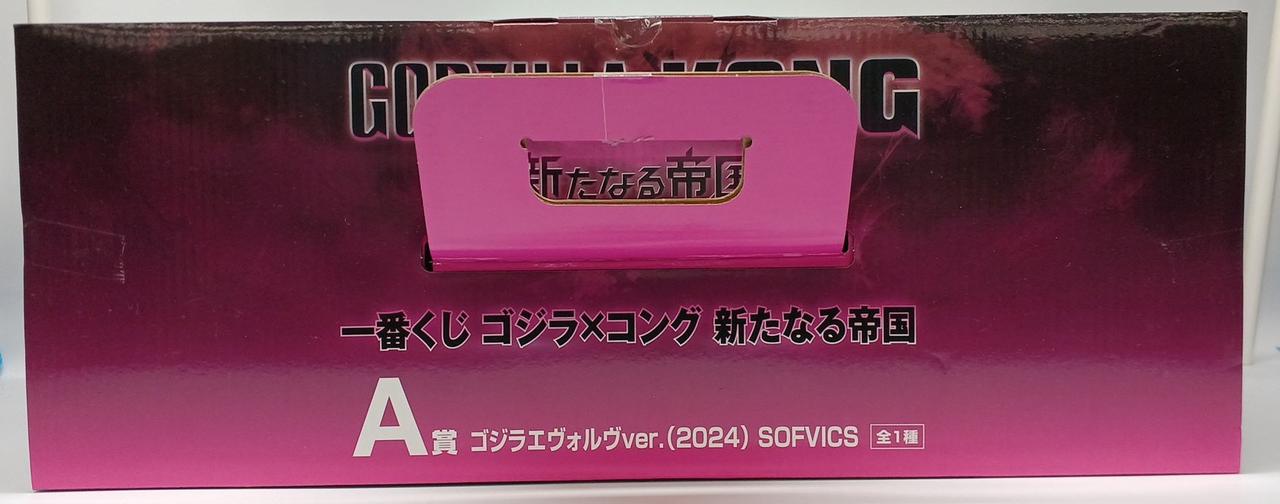 新たなる帝国
一番くじ ゴジラ×コング 新たなる帝国
A賞 ゴジラエヴォルヴver.(2024) SOFVICS 全1種